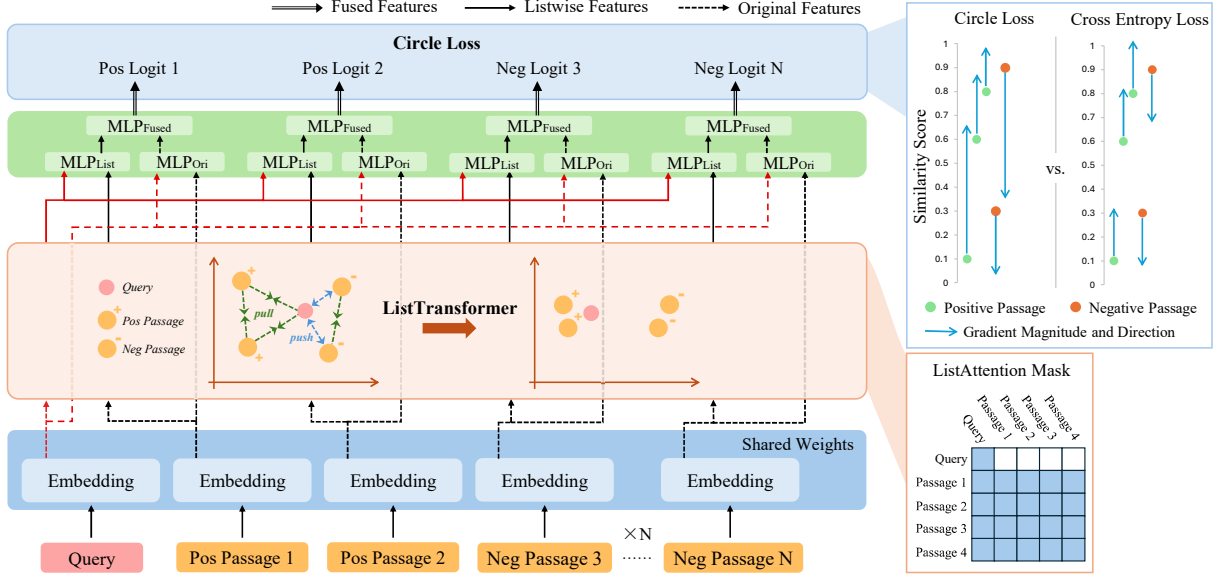 Fused Features Listwise Features Original Features
Circle Loss
Pos Logit 1 Pos Logit 2 Neg Logit 3 Neg Logit N
MLPFused MLPFused MLPFused MLPFused
MLPList MLPOri MLPList MLPOri MLPList MLPOri MLPList MLPOri
Query
+
Pos Passage
-
Neg Passage
+
-
pull
push
+
-
ListTransformer
+
+
-
-
Shared Weights
Embedding Embedding Embedding Embedding Embedding
×N
Query Pos Passage 1 Pos Passage 2 Neg Passage 3 ...... Neg Passage N
Circle Loss Cross Entropy Loss
Similarity Score
1
0.9
0.8
0.7
0.6
0.5
0.4
0.3
0.2
0.1
0
vs.
1
0.9
0.8
0.7
0.6
0.5
0.4
0.3
0.2
0.1
0
Positive Passage Negative Passage
Gradient Magnitude and Direction
ListAttention Mask
Query
Passage 1
Passage 2
Passage 3
Passage 4
Query
Passage 1
Passage 2
Passage 3
Passage 4